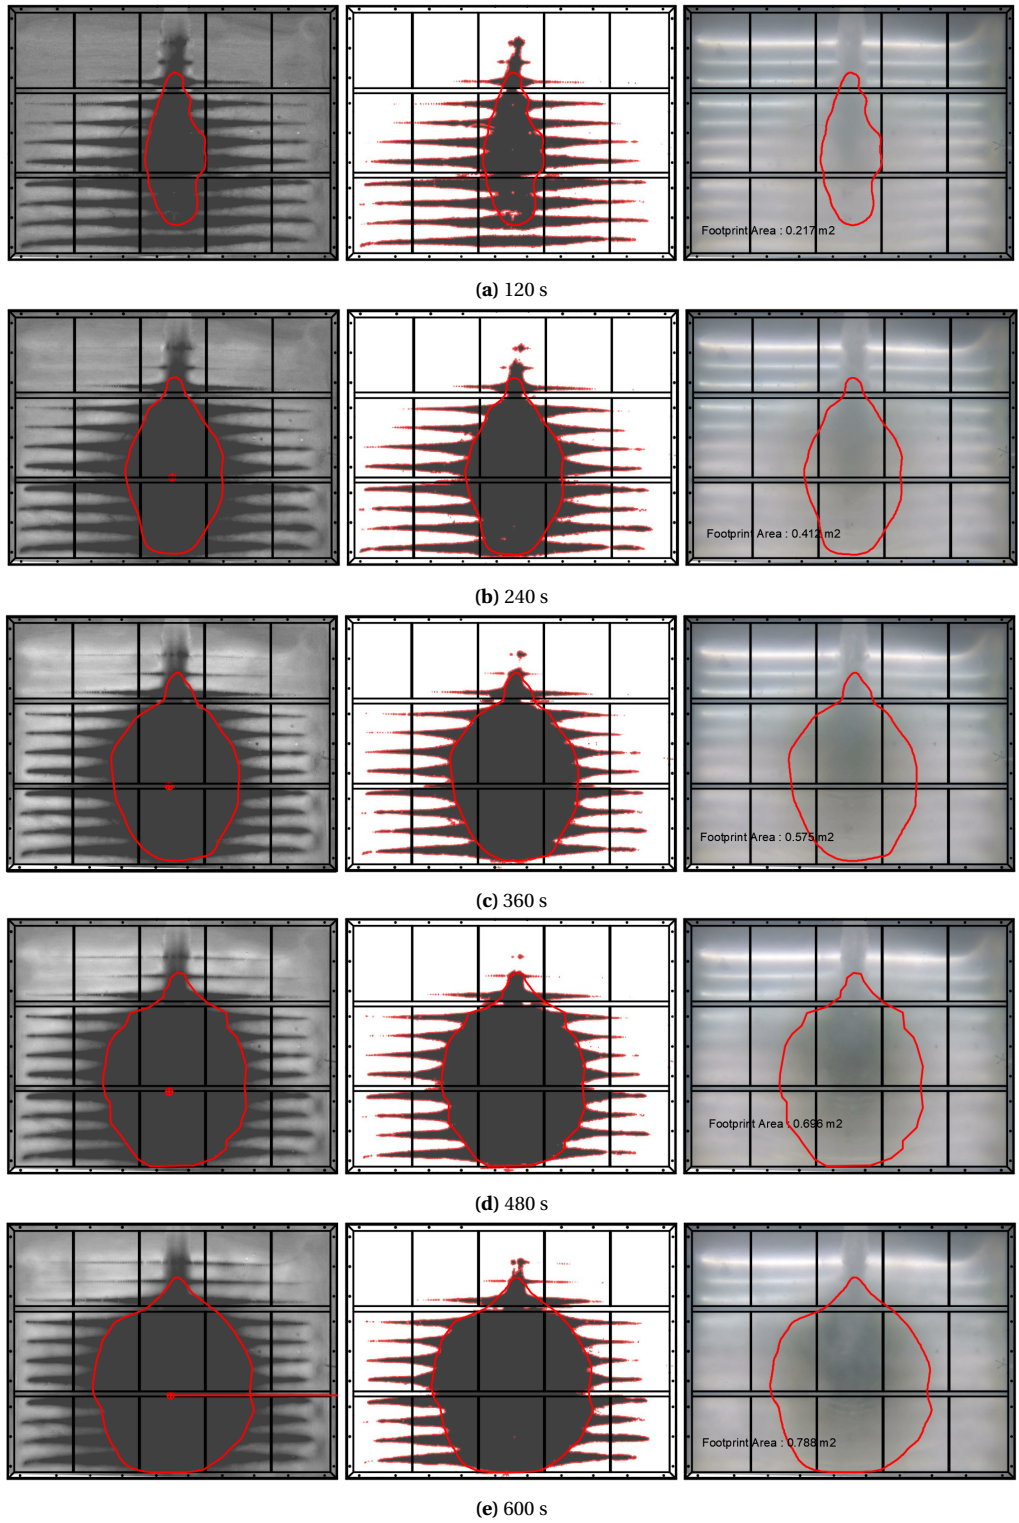 Footprint Area : 0.217 m2
(a) 120 s
Footprint Area : 0.412 m2
(b) 240 s
Footprint Area : 0.575 m2
(c) 360 s
Footprint Area : 0.696 m2
(d) 480 s
Footprint Area : 0.788 m2
(e) 600 s